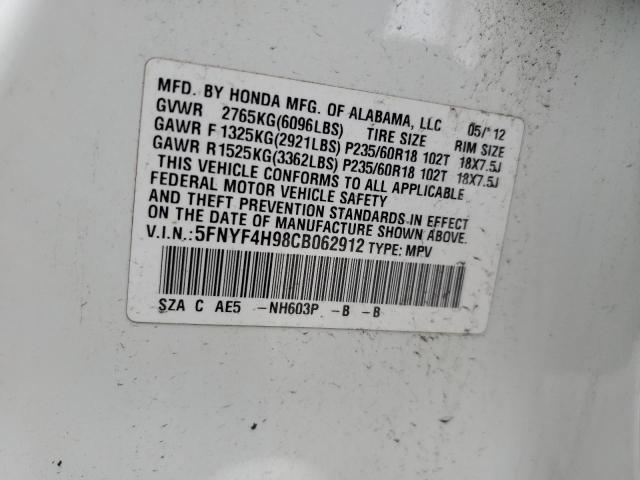 MFD. BY HONDA MFG. OF ALABAMA, LLC 05/'12
GVWR 2765KG(6096LBS) TIRE SIZE RIM SIZE
GAWR F 1325KG(2921LBS) P235/60R18 102T 18X7.5J
GAWR R 1525KG(3362LBS) P235/60R18 102T 18X7.5J
THIS VEHICLE CONFORMS TO ALL APPLICABLE
FEDERAL MOTOR VEHICLE SAFETY
AND THEFT PREVENTION STANDARDS IN EFFECT
ON THE DATE OF MANUFACTURE SHOWN ABOVE.
V.I.N.:5FNYF4H98CB062912 TYPE: MPV
SZA C AE5 -NH603P -B -B